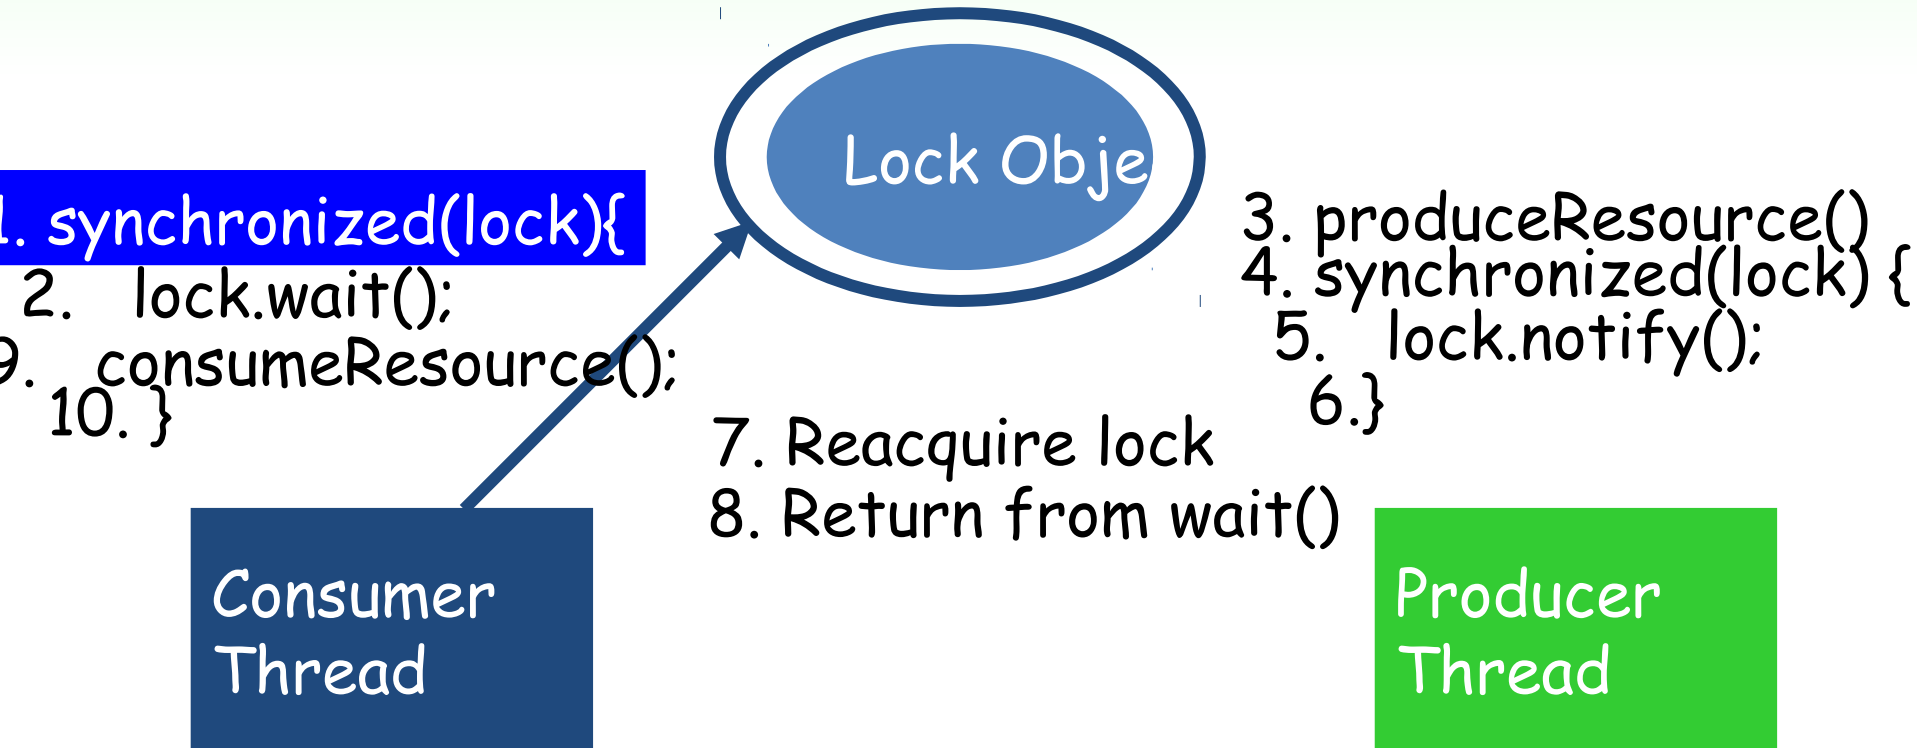 Lock Obje
1. synchronized(lock){
2. lock.wait();
9. consumeResource();
10. }
3. produceResource()
4. synchronized(lock) {
5. lock.notify();
6.}
7. Reacquire lock
8. Return from wait()
Consumer
Thread
Producer
Thread